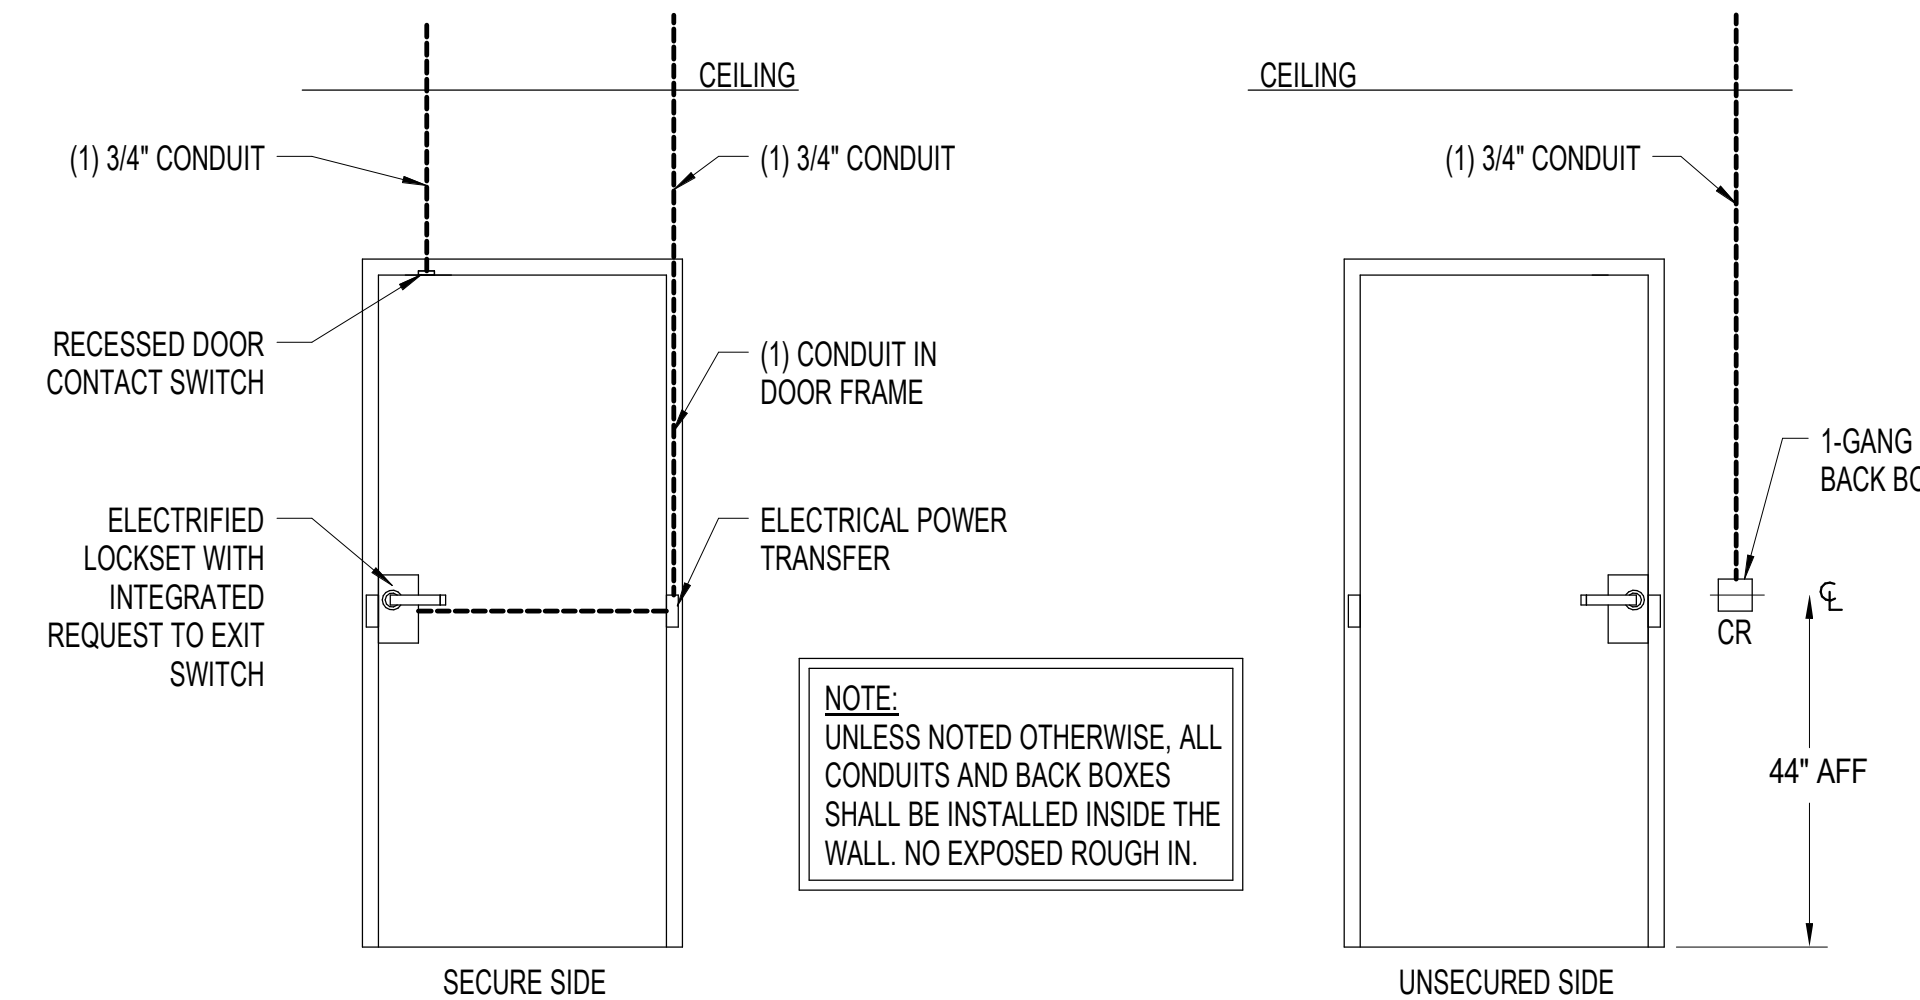 CEILING
(1) 3/4" CONDUIT
(1) 3/4" CONDUIT
RECESSED DOOR
CONTACT SWITCH
(1) CONDUIT IN
DOOR FRAME
ELECTRIFIED
LOCKSET WITH
INTEGRATED
REQUEST TO EXIT
SWITCH
ELECTRICAL POWER
TRANSFER
SECURE SIDE
NOTE:
UNLESS NOTED OTHERWISE, ALL
CONDUITS AND BACK BOXES
SHALL BE INSTALLED INSIDE THE
WALL. NO EXPOSED ROUGH IN.
CEILING
(1) 3/4" CONDUIT
1-GANG
BACK
℄
CR
44" AFF
UNSECURED SIDE